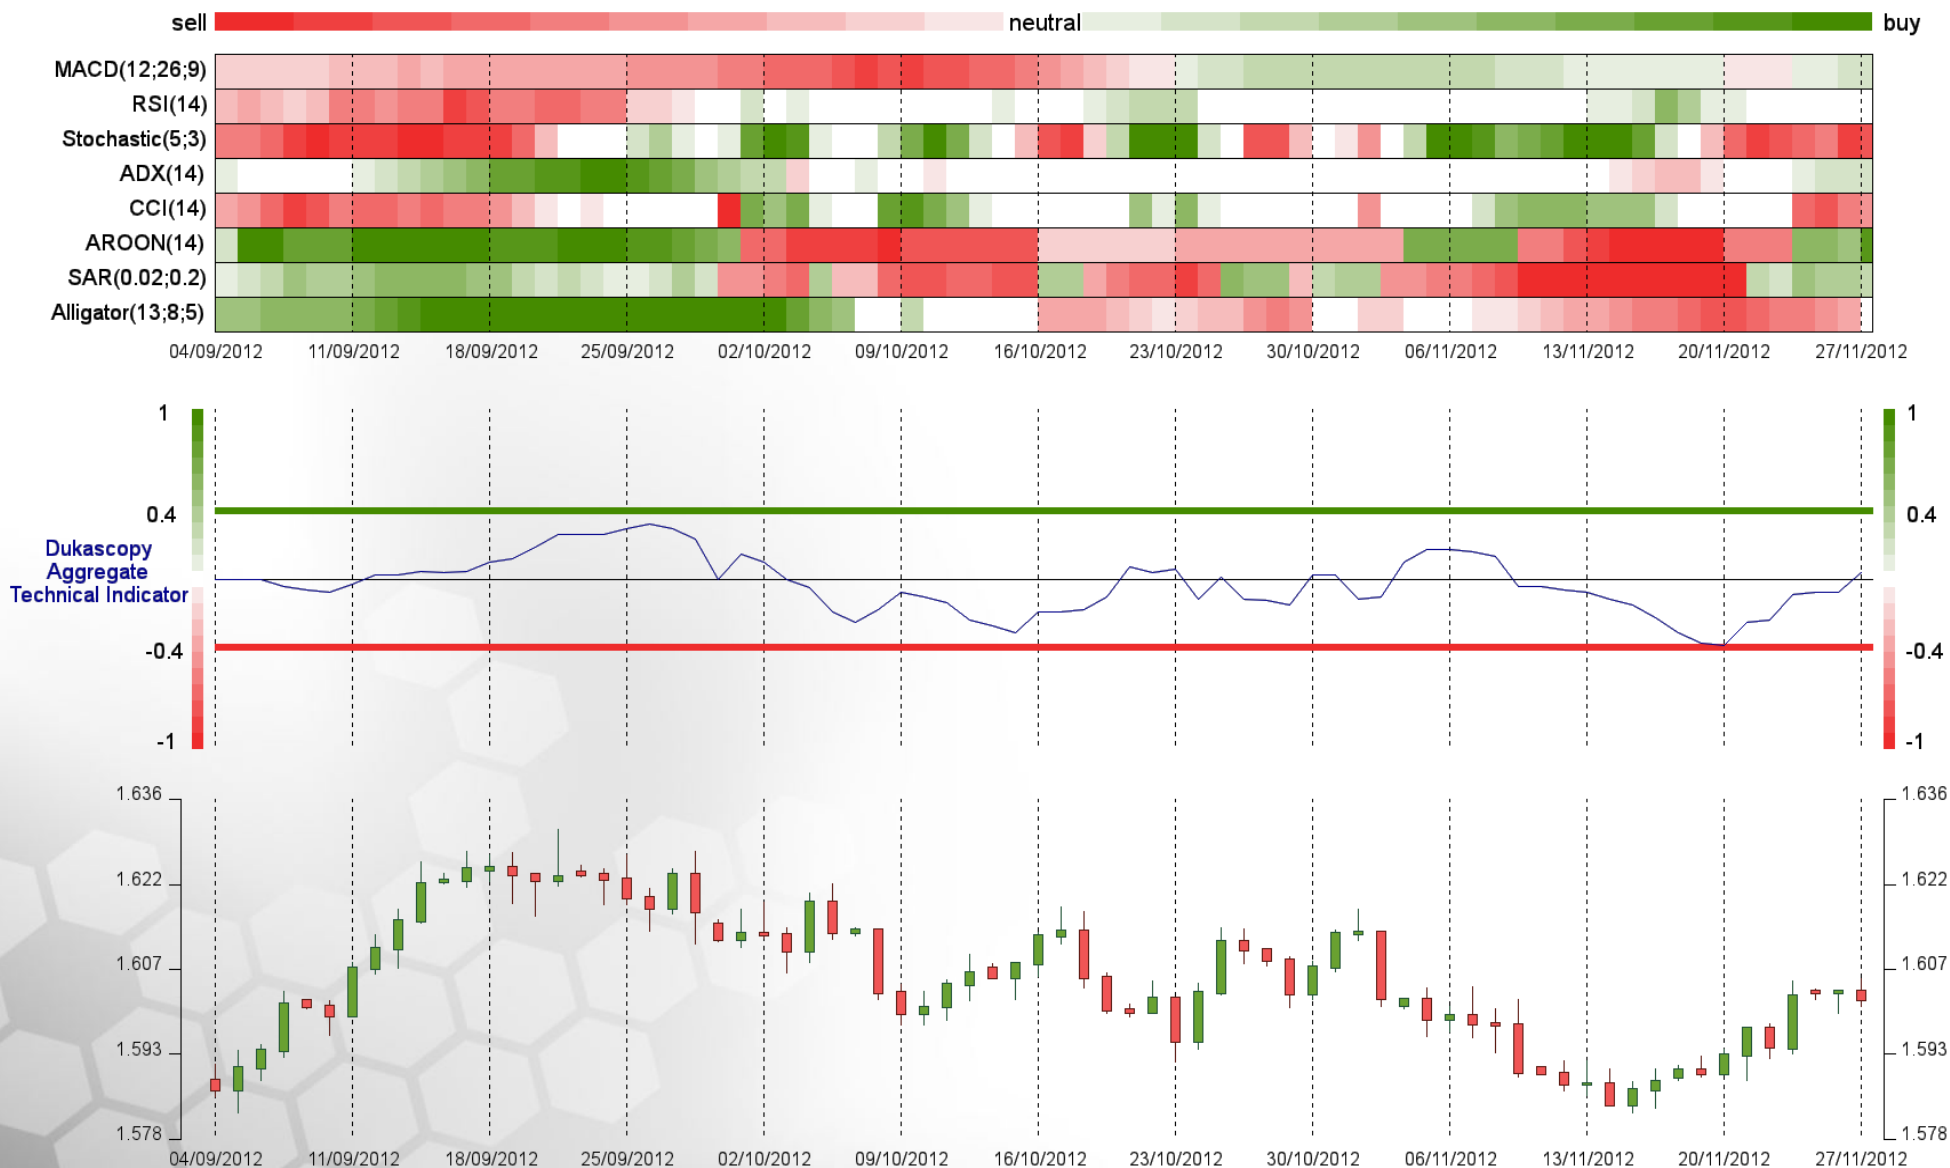 sell neutral buy
MACD(12;26;9)
RSI(14)
Stochastic(5;3)
ADX(14)
CCI(14)
AROON(14)
SAR(0.02;0.2)
Alligator(13;8;5)
04/09/2012 11/09/2012 18/09/2012 25/09/2012 02/10/2012 09/10/2012 16/10/2012 23/10/2012 30/10/2012 06/11/2012 13/11/2012 20/11/2012 27/11/2012
1 1
0.4 0.4
Dukascopy
Aggregate
Technical Indicator
-0.4 -0.4
-1 -1
1.636 1.636
1.622 1.622
1.607 1.607
1.593 1.593
1.578 1.578
04/09/2012 11/09/2012 18/09/2012 25/09/2012 02/10/2012 09/10/2012 16/10/2012 23/10/2012 30/10/2012 06/11/2012 13/11/2012 20/11/2012 27/11/2012